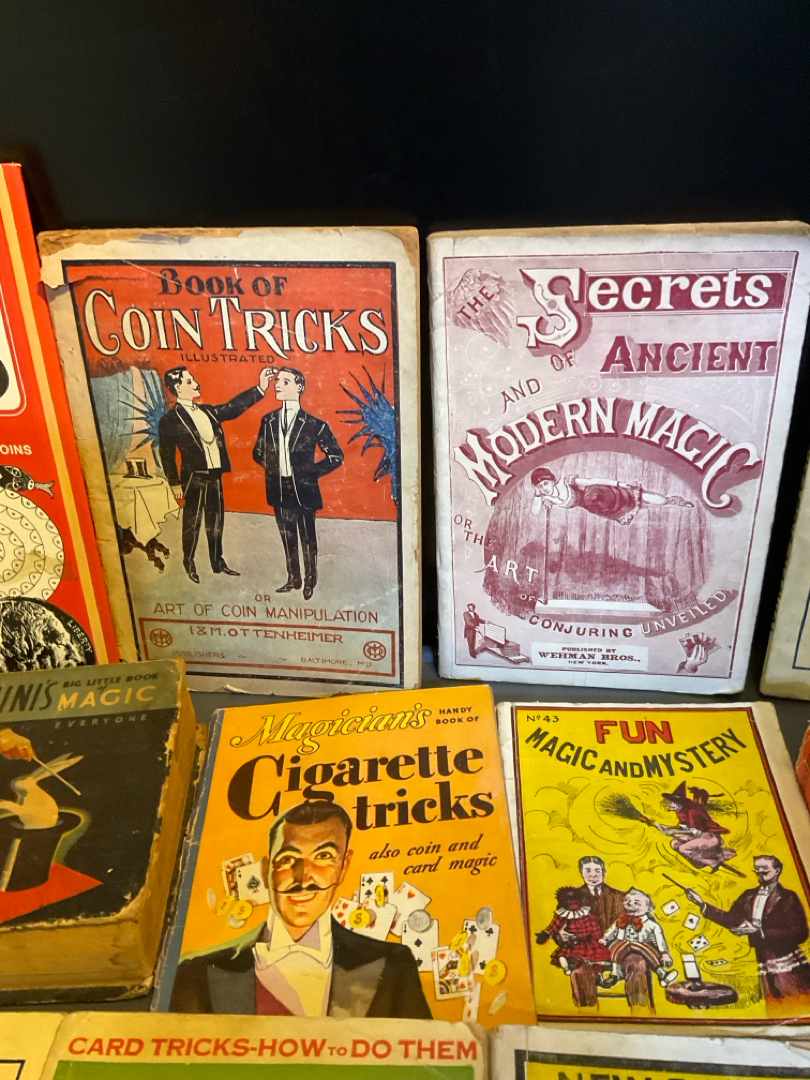 OINS
LIBERTY
BOOK OF
COIN TRICKS
ILLUSTRATED
OR
ART OF COIN MANIPULATION
I & M. OTTENHEIMER
PUBLISHERS - - BALTIMORE, MD
THE Secrets
OF ANCIENT
AND
MODERN MAGIC
OR
THE
ART
OF
CONJURING UNVEILED
PUBLISHED BY
WEHMAN BROS.,
NEW YORK.
INI'S BIG LITTLE BOOK
OF MAGIC
EVERYONE
Magician's HANDY
BOOK OF
Cigarette
tricks
also coin and
card magic
Nº 43
FUN
MAGIC AND MYSTERY
CARD TRICKS-HOW TO DO THEM